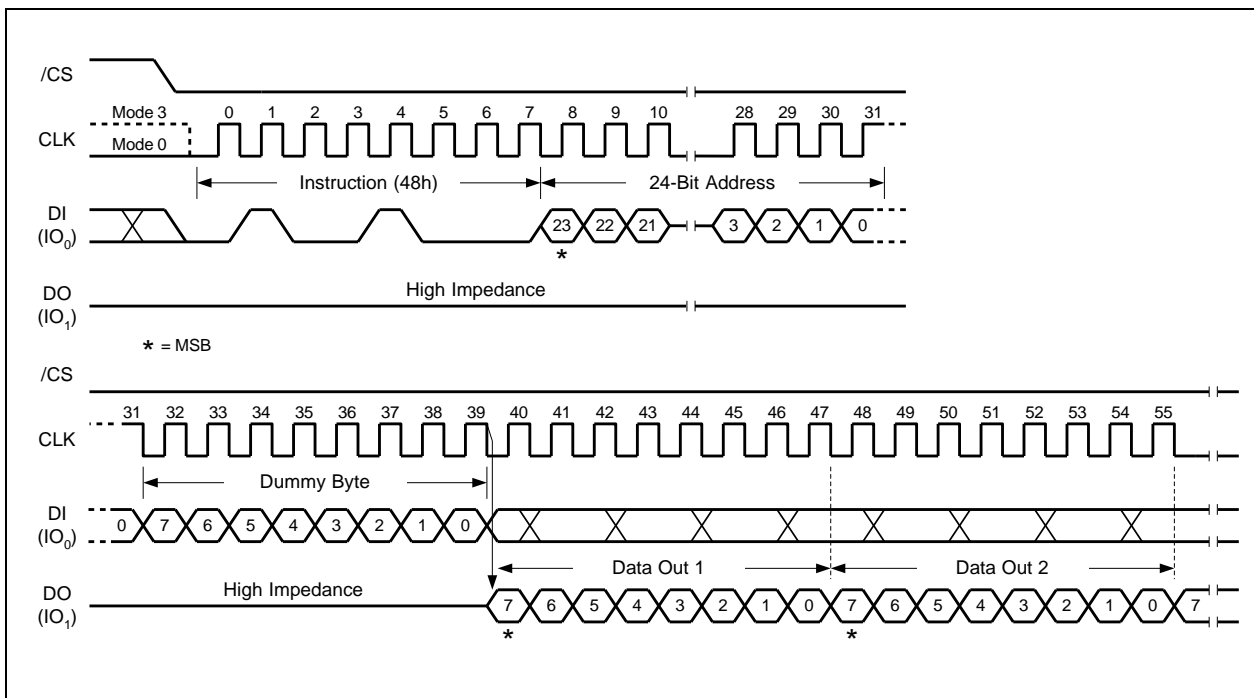 /CS
Mode 3 0 1 2 3 4 5 6 7 8 9 10 28 29 30 31
CLK
Mode 0
Instruction (48h) 24-Bit Address
DI
(IO0) 23 22 21 3 2 1 0
*
DO High Impedance
(IO1)
* = MSB
/CS
31 32 33 34 35 36 37 38 39 40 41 42 43 44 45 46 47 48 49 50 51 52 53 54 55
CLK
Dummy Byte
DI
(IO0) 0 7 6 5 4 3 2 1 0
Data Out 1 Data Out 2
DO High Impedance
(IO1) 7 6 5 4 3 2 1 0 7 6 5 4 3 2 1 0 7
* *